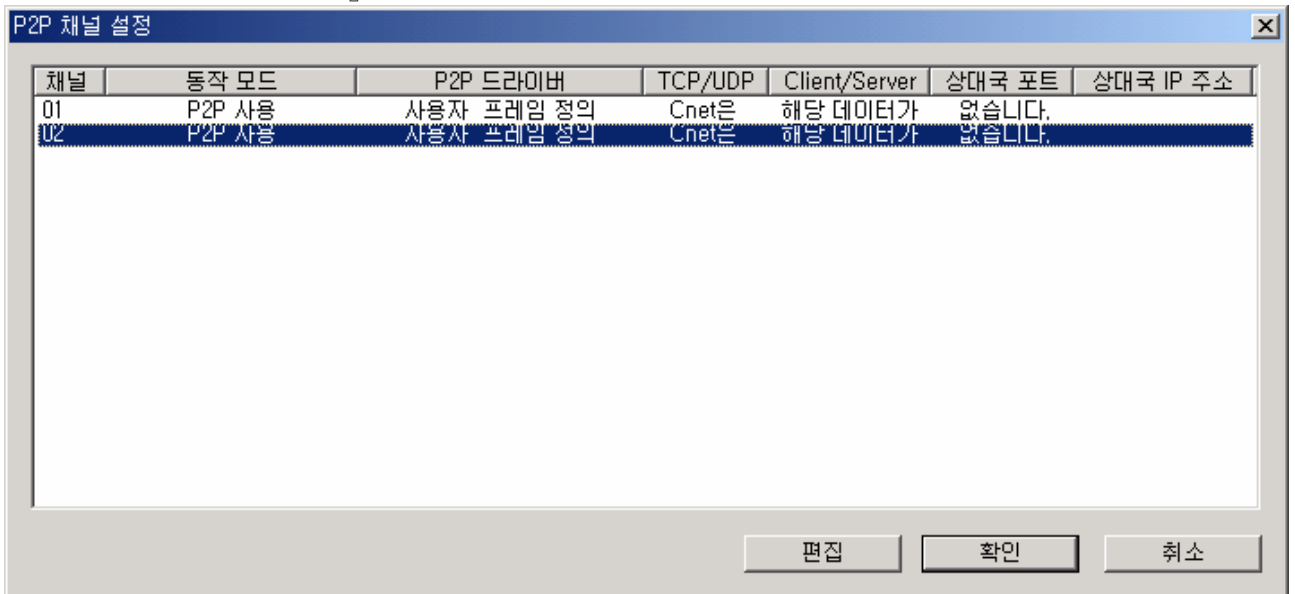 P2P 채널 설정
채널 동작 모드 P2P 드라이버 TCP/UDP Client/Server 상대국 포트 상대국 IP 주소
01 P2P 사용 사용자 프레임 정의 Cnet은 해당 데이터가 없습니다.
02 P2P 사용 사용자 프레임 정의 Cnet은 해당 데이터가 없습니다.
편집 확인 취소